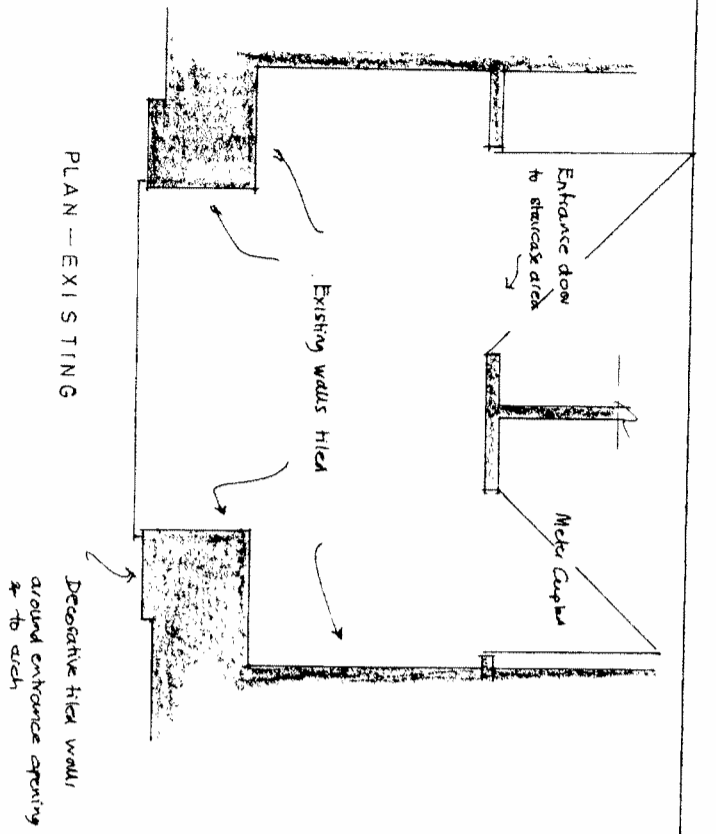 Entrance door
to staircase area
Meter Cupbd
Existing walls tiled
PLAN — EXISTING
Decorative tiled walls
around entrance opening
& to arch